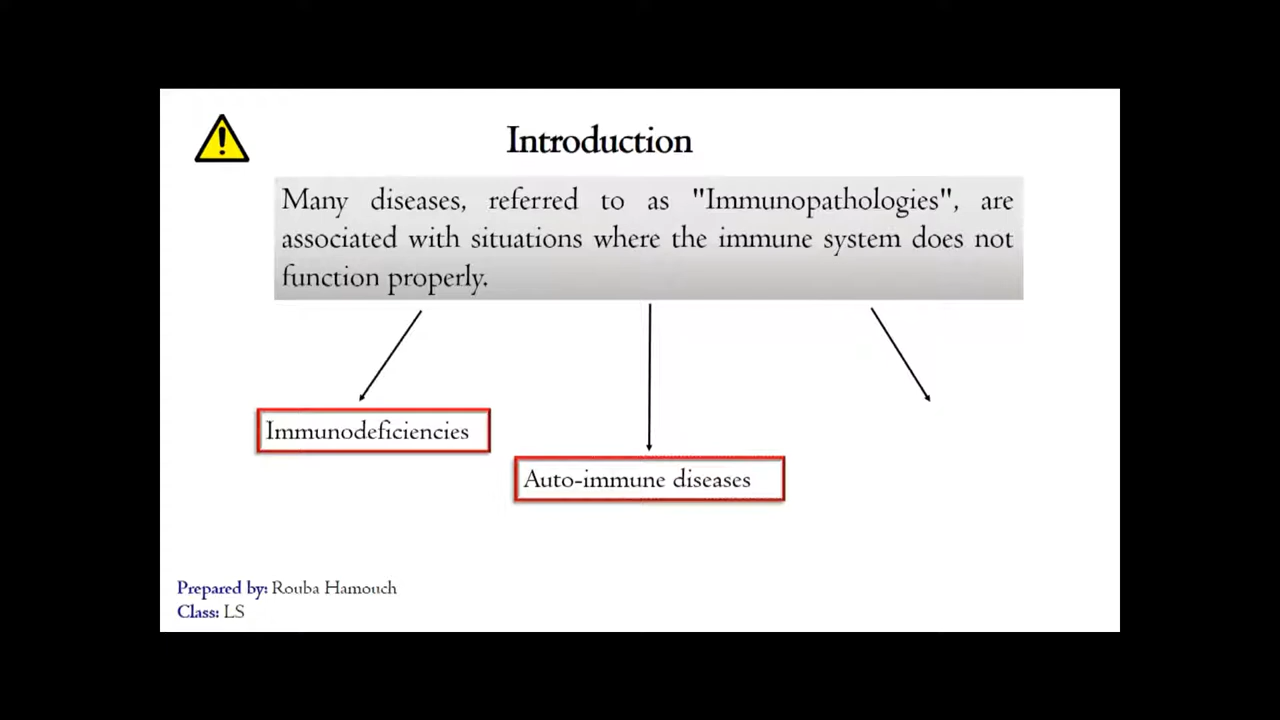 Introduction
Many diseases, referred to as "Immunopathologies", are
associated with situations where the immune system does not
function properly.
Immunodeficiencies
Auto-immune diseases
Prepared by: Rouba Hamouch
Class: LS